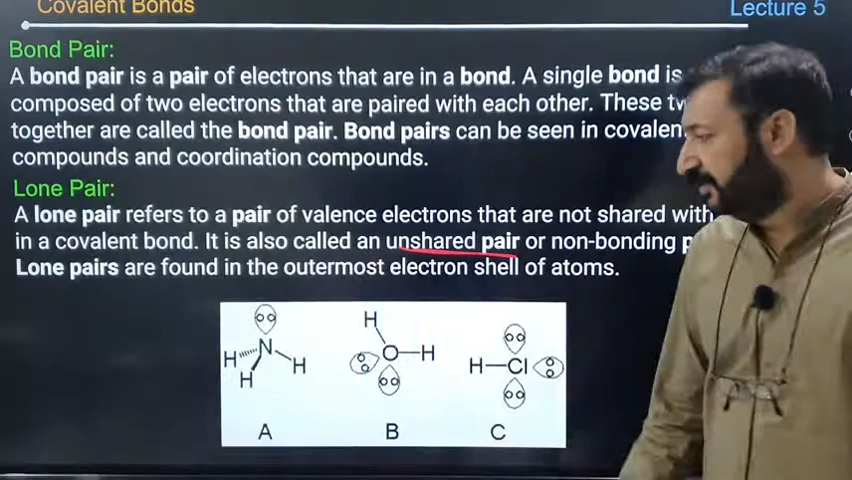 Covalent Bonds
Lecture 5
Bond Pair:
A bond pair is a pair of electrons that are in a bond. A single bond is
composed of two electrons that are paired with each other. These
together are called the bond pair. Bond pairs can be seen in
compounds and coordination compounds.
Lone Pair:
A lone pair refers to a pair of valence electrons that are not shared with
in a covalent bond. It is also called an unshared pair or non-bonding
Lone pairs are found in the outermost electron shell of atoms.
H N H H
H O H
H Cl
A B C